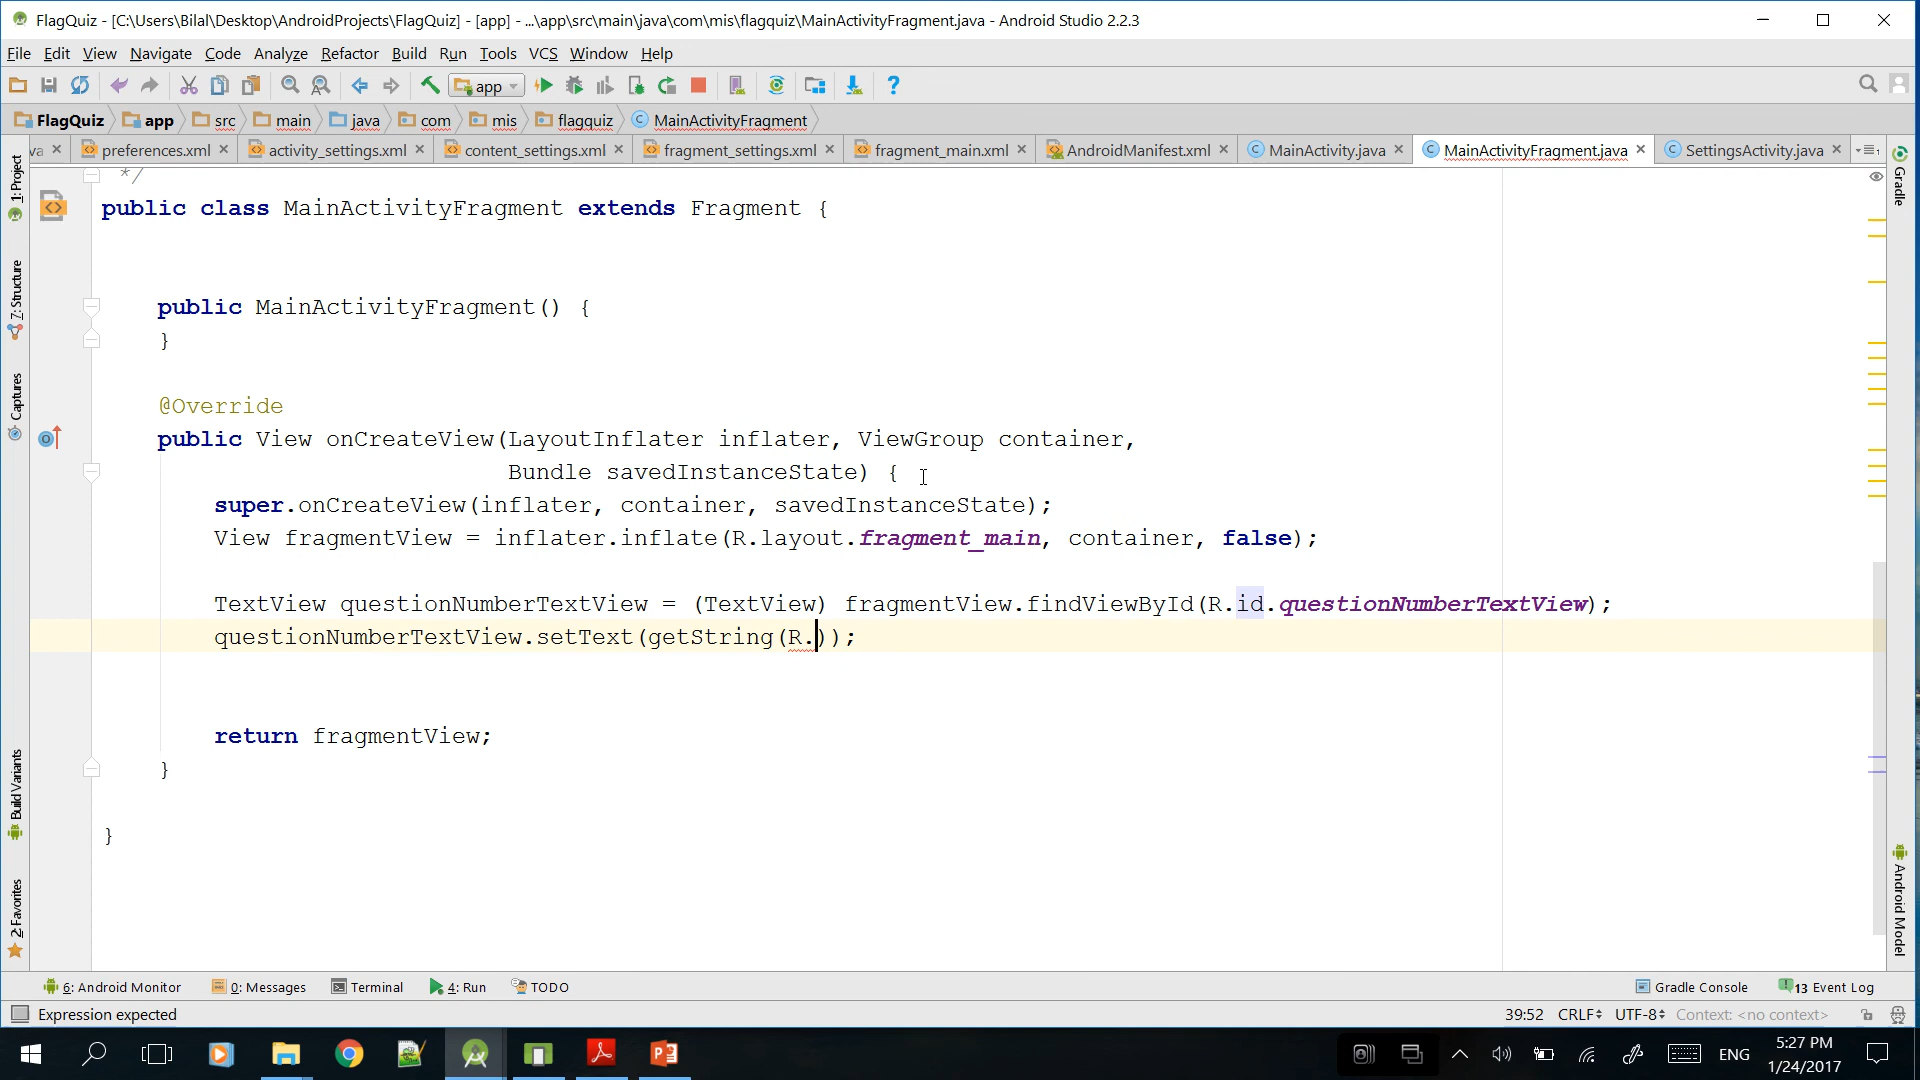 FlagQuiz - [C:\Users\Bilal\Desktop\AndroidProjects\FlagQuiz] - [app] - ...\app\src\main\java\com\mis\flagquiz\MainActivityFragment.java - Android Studio 2.2.3
File Edit View Navigate Code Analyze Refactor Build Run Tools VCS Window Help
app
FlagQuiz app src main java com mis flagquiz MainActivityFragment
va preferences.xml activity_settings.xml content_settings.xml fragment_settings.xml fragment_main.xml AndroidManifest.xml MainActivity.java MainActivityFragment.java SettingsActivity.java
1: Project
7: Structure
Captures
Build Variants
2: Favorites
*/
public class MainActivityFragment extends Fragment {
public MainActivityFragment() {
}
@Override
public View onCreateView(LayoutInflater inflater, ViewGroup container,
Bundle savedInstanceState) {
super.onCreateView(inflater, container, savedInstanceState);
View fragmentView = inflater.inflate(R.layout.fragment_main, container, false);
TextView questionNumberTextView = (TextView) fragmentView.findViewById(R.id.questionNumberTextView);
questionNumberTextView.setText(getString(R.));
return fragmentView;
}
}
Gradle
Android Model
6: Android Monitor 0: Messages Terminal 4: Run TODO Gradle Console 13 Event Log
Expression expected 39:52 CRLF UTF-8 Context: <no context>
ENG 5:27 PM
1/24/2017